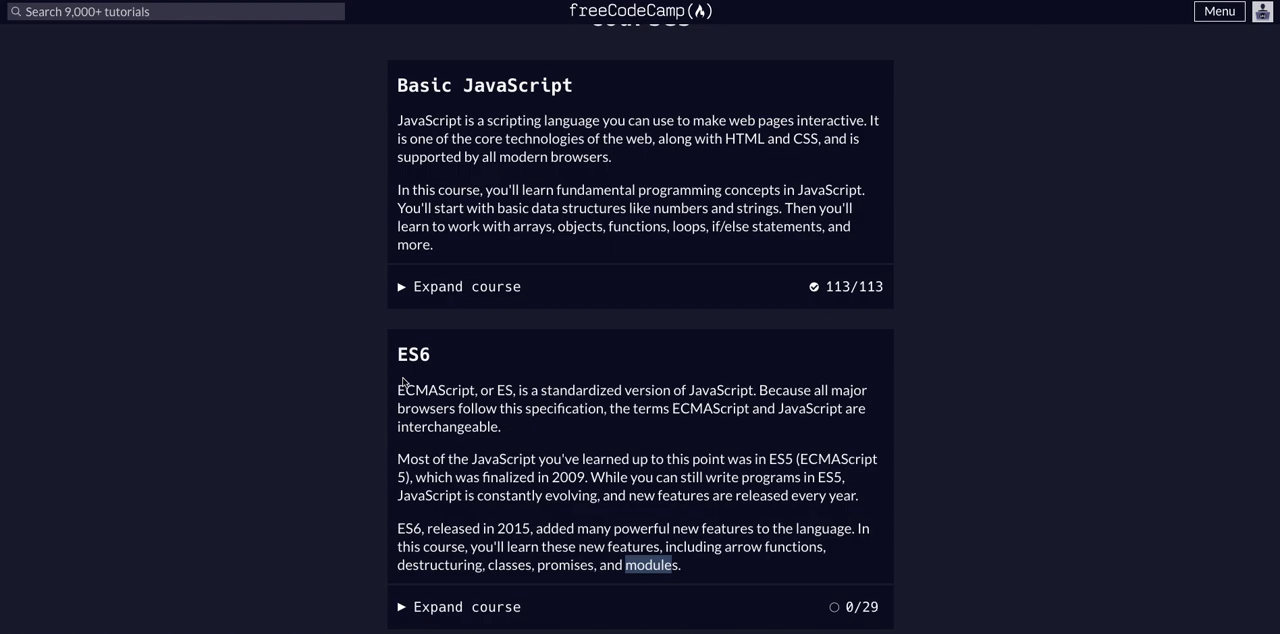 Search 9,000+ tutorials
freeCodeCamp(🔥)
Menu
Courses
Basic JavaScript
JavaScript is a scripting language you can use to make web pages interactive. It
is one of the core technologies of the web, along with HTML and CSS, and is
supported by all modern browsers.
In this course, you'll learn fundamental programming concepts in JavaScript.
You'll start with basic data structures like numbers and strings. Then you'll
learn to work with arrays, objects, functions, loops, if/else statements, and
more.
▶ Expand course 113/113
ES6
ECMAScript, or ES, is a standardized version of JavaScript. Because all major
browsers follow this specification, the terms ECMAScript and JavaScript are
interchangeable.
Most of the JavaScript you've learned up to this point was in ES5 (ECMAScript
5), which was finalized in 2009. While you can still write programs in ES5,
JavaScript is constantly evolving, and new features are released every year.
ES6, released in 2015, added many powerful new features to the language. In
this course, you'll learn these new features, including arrow functions,
destructuring, classes, promises, and modules.
▶ Expand course 0/29